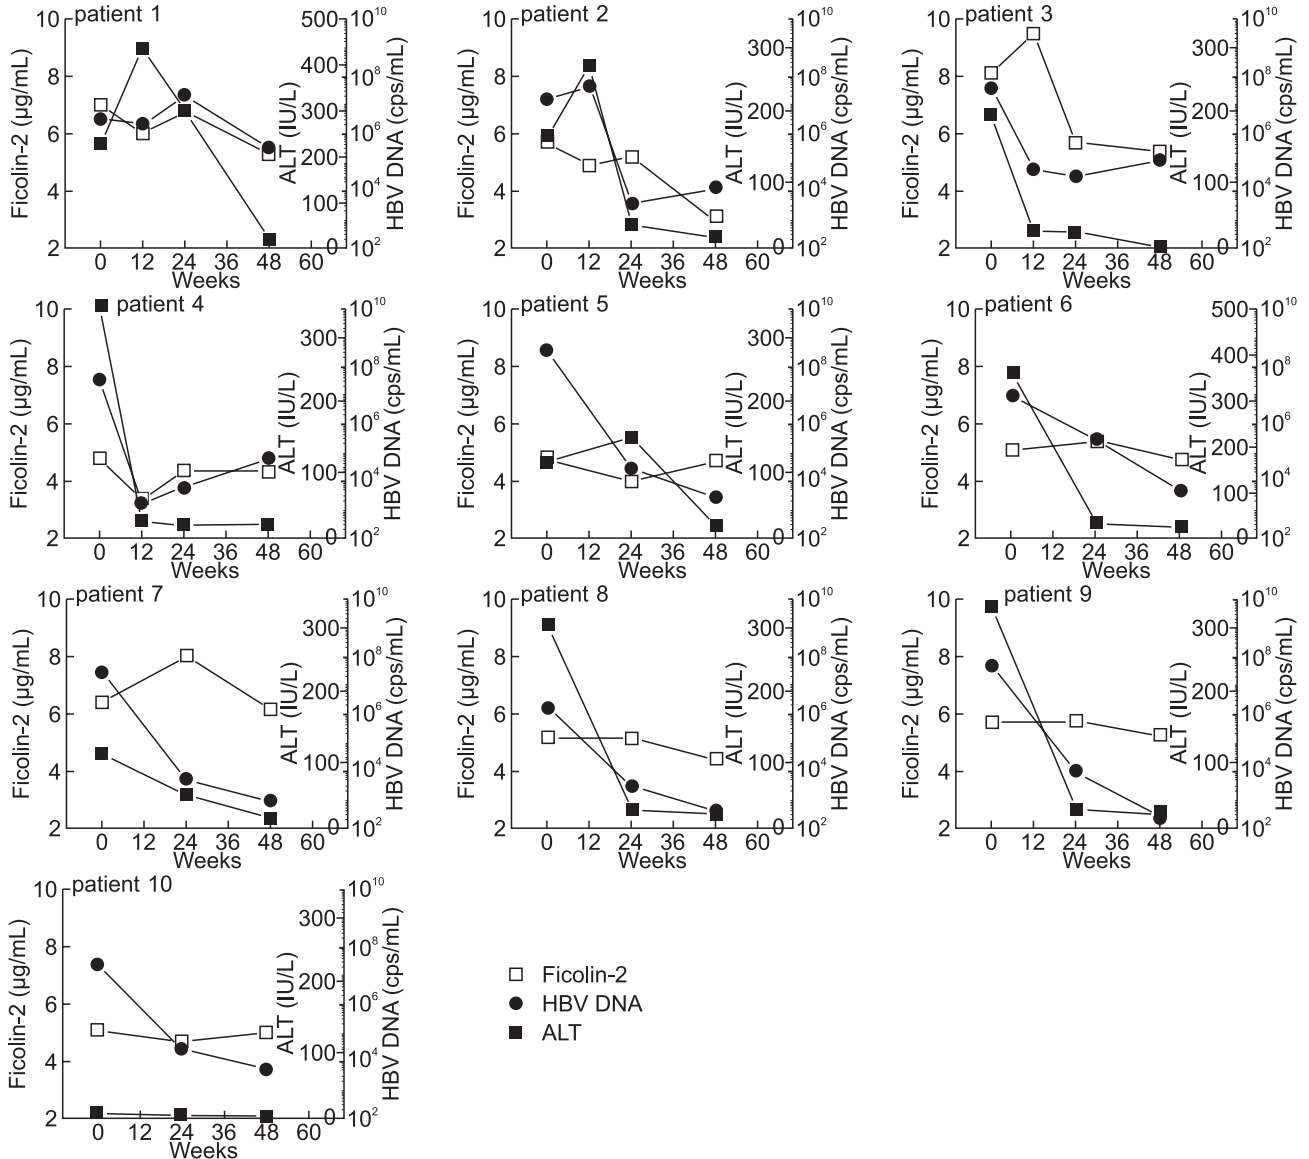 patient 1
10
8
6
4
2
Ficolin-2 (µg/mL)
500
400
300
200
100
0
ALT (IU/L)
10^10
10^8
10^6
10^4
10^2
HBV DNA (cps/mL)
0 12 24 36 48 60
Weeks
patient 2
10
8
6
4
2
Ficolin-2 (µg/mL)
300
200
100
0
ALT (IU/L)
10^10
10^8
10^6
10^4
10^2
HBV DNA (cps/mL)
0 12 24 36 48 60
Weeks
patient 3
10
8
6
4
2
Ficolin-2 (µg/mL)
300
200
100
0
ALT (IU/L)
10^10
10^8
10^6
10^4
10^2
HBV DNA (cps/mL)
0 12 24 36 48 60
Weeks
patient 4
10
8
6
4
2
Ficolin-2 (µg/mL)
300
200
100
0
ALT (IU/L)
10^10
10^8
10^6
10^4
10^2
HBV DNA (cps/mL)
0 12 24 36 48 60
Weeks
patient 5
10
8
6
4
2
Ficolin-2 (µg/mL)
300
200
100
0
ALT (IU/L)
10^10
10^8
10^6
10^4
10^2
HBV DNA (cps/mL)
0 12 24 36 48 60
Weeks
patient 6
10
8
6
4
2
Ficolin-2 (µg/mL)
500
400
300
200
100
0
ALT (IU/L)
10^10
10^8
10^6
10^4
10^2
HBV DNA (cps/mL)
0 12 24 36 48 60
Weeks
patient 7
10
8
6
4
2
Ficolin-2 (µg/mL)
300
200
100
0
ALT (IU/L)
10^10
10^8
10^6
10^4
10^2
HBV DNA (cps/mL)
0 12 24 36 48 60
Weeks
patient 8
10
8
6
4
2
Ficolin-2 (µg/mL)
300
200
100
0
ALT (IU/L)
10^10
10^8
10^6
10^4
10^2
HBV DNA (cps/mL)
0 12 24 36 48 60
Weeks
patient 9
10
8
6
4
2
Ficolin-2 (µg/mL)
300
200
100
0
ALT (IU/L)
10^10
10^8
10^6
10^4
10^2
HBV DNA (cps/mL)
0 12 24 36 48 60
Weeks
patient 10
10
8
6
4
2
Ficolin-2 (µg/mL)
300
200
100
0
ALT (IU/L)
10^10
10^8
10^6
10^4
10^2
HBV DNA (cps/mL)
0 12 24 36 48 60
Weeks
Ficolin-2
HBV DNA
ALT